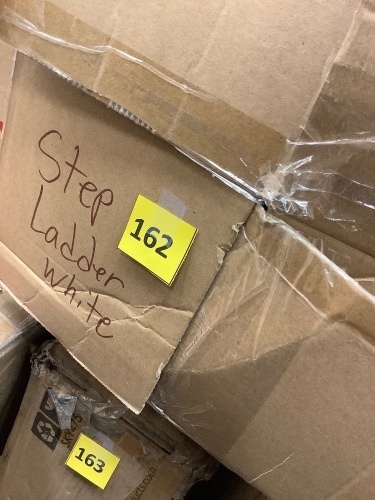 Step
Ladder
White
162
163